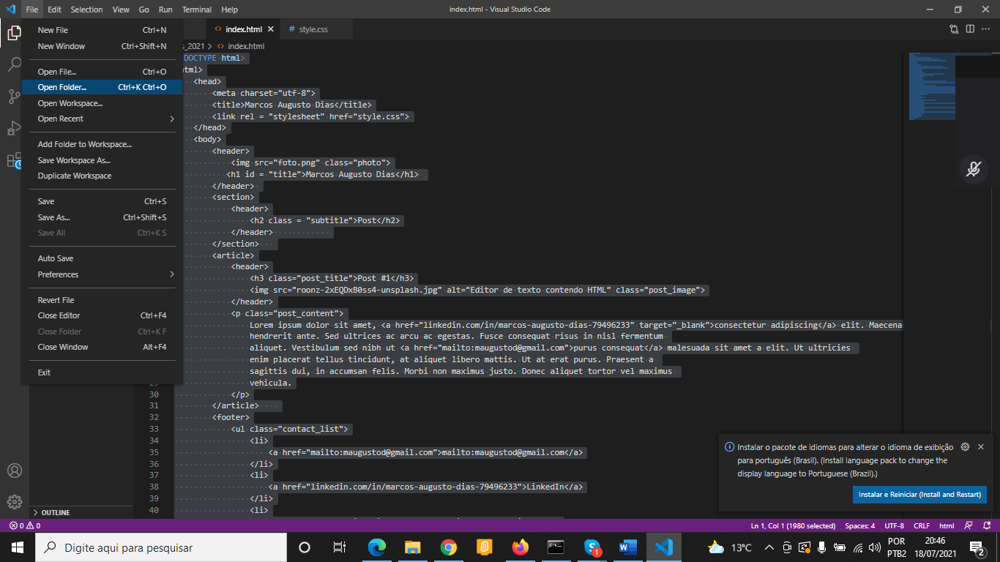 File Edit Selection View Go Run Terminal Help
index.html - Visual Studio Code
New File Ctrl+N
New Window Ctrl+Shift+N
Open File... Ctrl+O
Open Folder... Ctrl+K Ctrl+O
Open Workspace...
Open Recent
Add Folder to Workspace...
Save Workspace As...
Duplicate Workspace
Save Ctrl+S
Save As... Ctrl+Shift+S
Save All Ctrl+K S
Auto Save
Preferences
Revert File
Close Editor Ctrl+F4
Close Folder Ctrl+K F
Close Window Alt+F4
Exit
OUTLINE
<> index.html
# style.css
s_2021 > <> index.html
DOCTYPE html>
tml>
<head>
<meta charset="utf-8">
<title>Marcos Augusto Dias</title>
<link rel = "stylesheet" href="style.css">
</head>
<body>
<header>
<img src="foto.png" class="photo">
<h1 id = "title">Marcos Augusto Dias</h1>
</header>
<section>
<header>
<h2 class = "subtitle">Post</h2>
</header>
</section>
<article>
<header>
<h3 class="post_title">Post #1</h3>
<img src="roonz-2xEQDxB0ss4-unsplash.jpg" alt="Editor de texto contendo HTML" class="post_image">
</header>
<p class="post_content">
Lorem ipsum dolor sit amet, <a href="linkedin.com/in/marcos-augusto-dias-79496233" target="_blank">consectetur adipiscing</a> elit. Maecenas
hendrerit ante. Sed ultrices ac arcu ac egestas. Fusce consequat risus in nisl fermentum
aliquet. Vestibulum sed nibh ut <a href="mailto:maugustod@gmail.com">purus consequat</a> malesuada sit amet a elit. Ut ultricies
enim placerat tellus tincidunt, at aliquet libero mattis. Ut at erat purus. Praesent a
sagittis dui, in accumsan felis. Morbi non maximus justo. Donec aliquet tortor vel maximus
vehicula.
30 </p>
31 </article>
32 <footer>
33 <ul class="contact_list">
34 <li>
35 <a href="mailto:maugustod@gmail.com">mailto:maugustod@gmail.com</a>
36 </li>
37 <li>
38 <a href="linkedin.com/in/marcos-augusto-dias-79496233">LinkedIn</a>
39 </li>
40 <li>
Instalar o pacote de idiomas para alterar o idioma de exibição
para português (Brasil). (Install language pack to change the
display language to Portuguese (Brazil).)
Instalar e Reiniciar (Install and Restart)
0 0
Ln 1, Col 1 (1980 selected) Spaces: 4 UTF-8 CRLF html
Digite aqui para pesquisar
1
13°C
POR
PTB2
20:46
18/07/2021
2